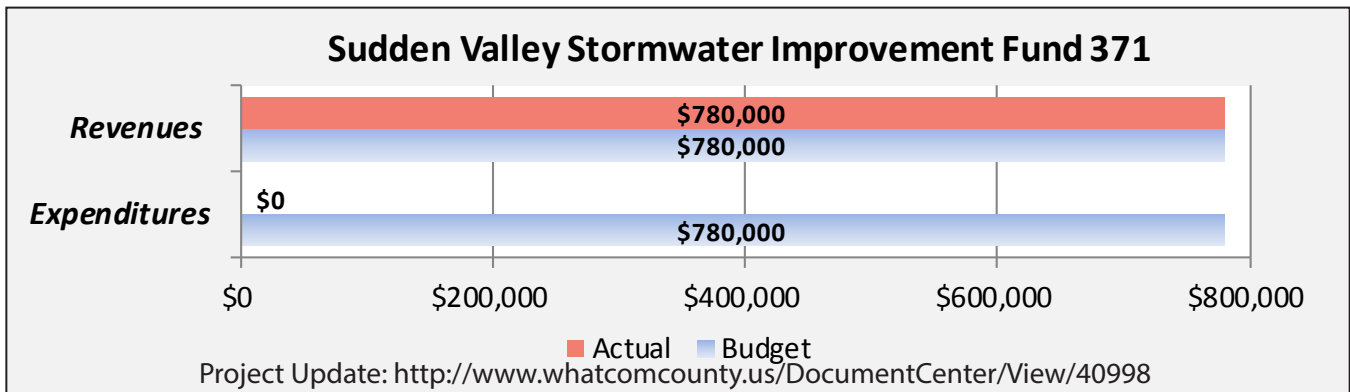 Sudden Valley Stormwater Improvement Fund 371
Revenues
$780,000
$780,000
Expenditures
$0
$780,000
$0 $200,000 $400,000 $600,000 $800,000
Actual Budget
Project Update: http://www.whatcomcounty.us/DocumentCenter/View/40998